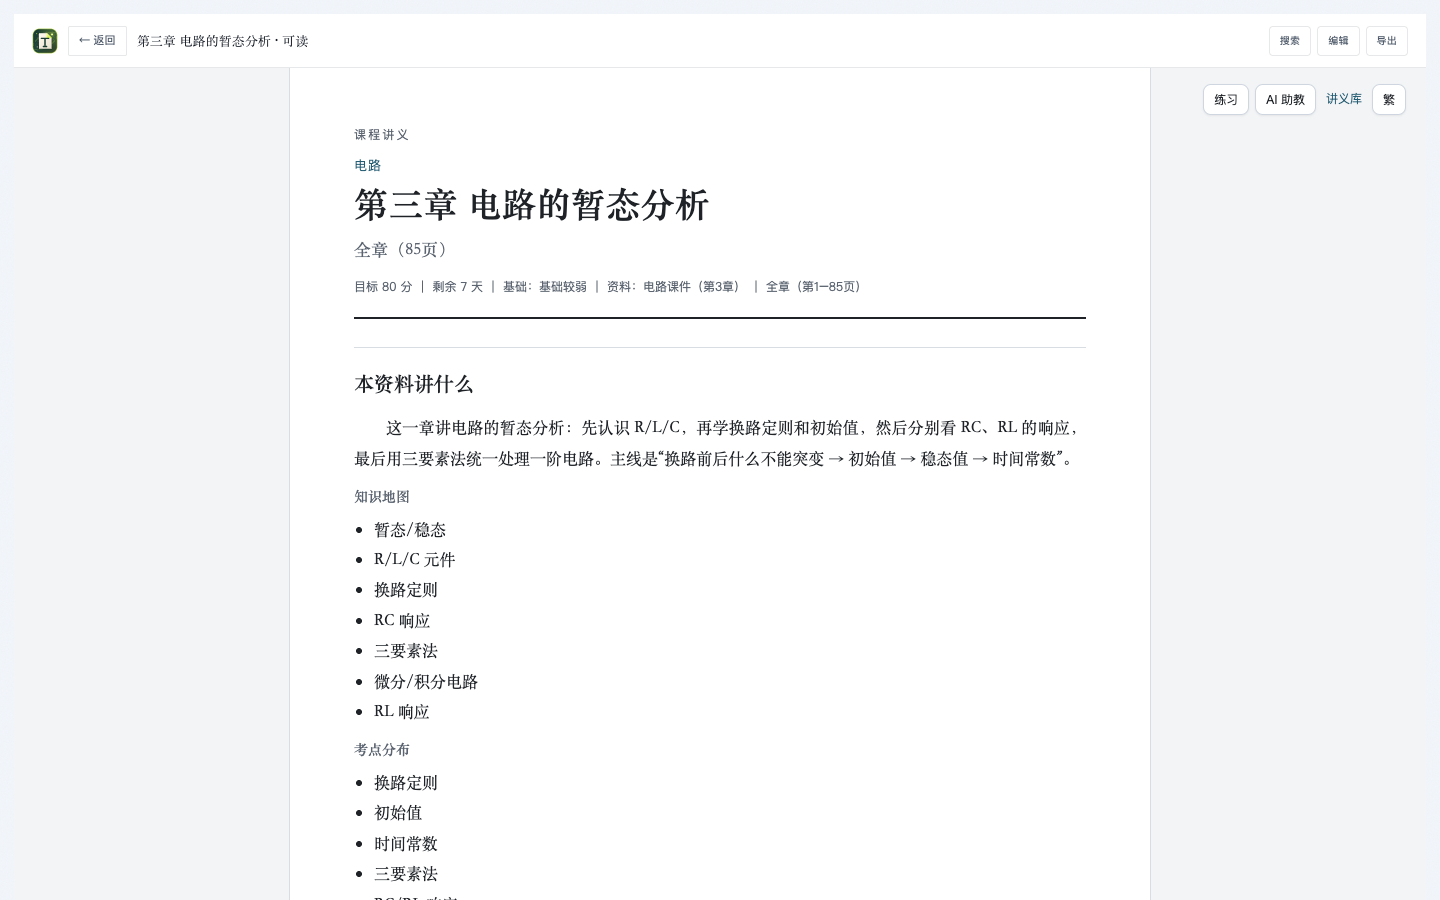 ← 返回
第三章 电路的暂态分析 · 可读
搜索
编辑
导出
练习
AI 助教
讲义库
繁
课程讲义
电路
第三章 电路的暂态分析
全章（85页）
目标 80 分 | 剩余 7 天 | 基础：基础较弱 | 资料：电路课件（第3章） | 全章（第1—85页）
本资料讲什么
这一章讲电路的暂态分析：先认识 R/L/C，再学换路定则和初始值，然后分别看 RC、RL 的响应，
最后用三要素法统一处理一阶电路。主线是“换路前后什么不能突变 → 初始值 → 稳态值 → 时间常数”。
知识地图
• 暂态/稳态
• R/L/C 元件
• 换路定则
• RC 响应
• 三要素法
• 微分/积分电路
• RL 响应
考点分布
• 换路定则
• 初始值
• 时间常数
• 三要素法